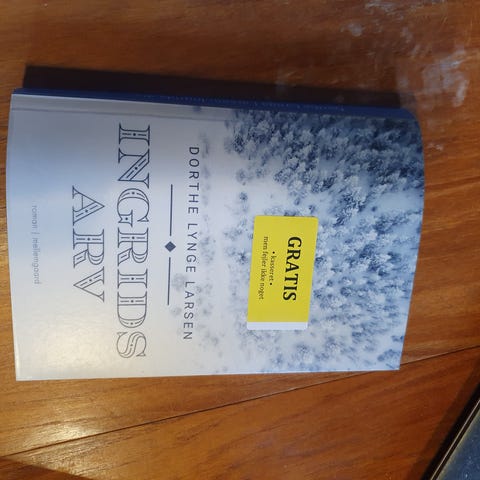 GRATIS
• kasseret •
men fejler ikke noget
DORTHE LYNGE LARSEN
INGRIDS
ARV
roman | mellemgaard